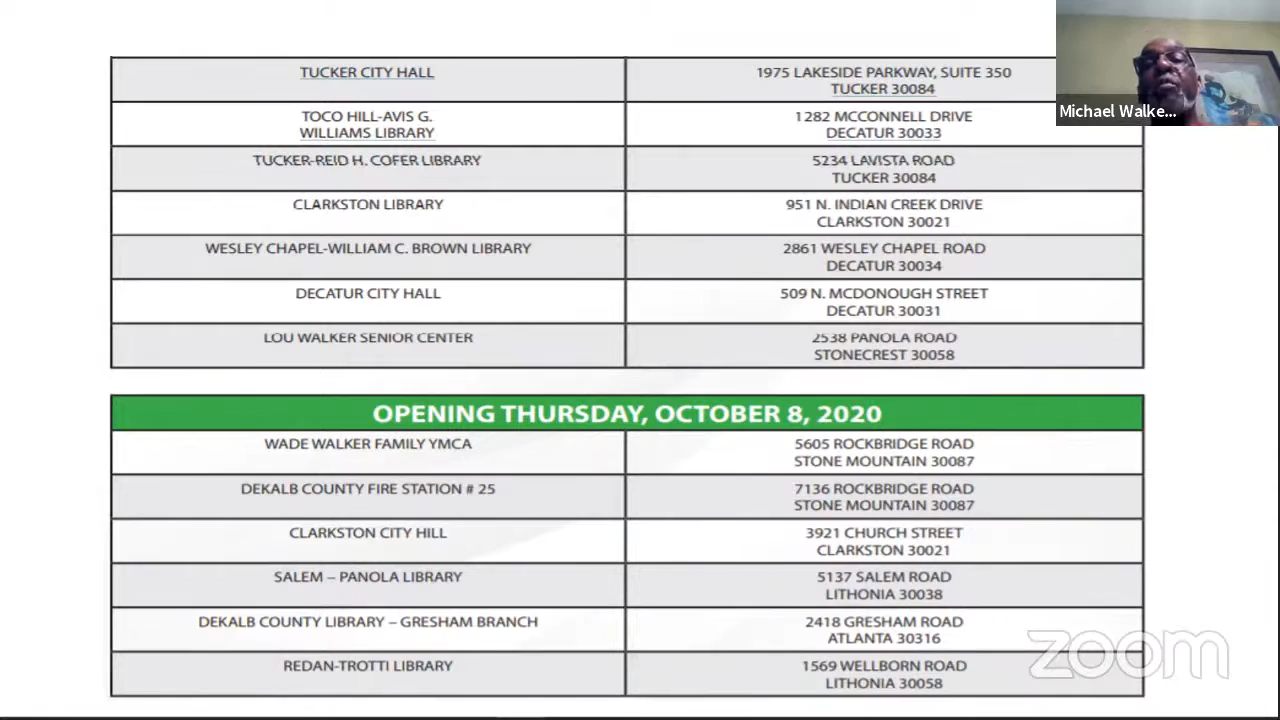 TUCKER CITY HALL
1975 LAKESIDE PARKWAY, SUITE 350
TUCKER 30084
TOCO HILL-AVIS G.
WILLIAMS LIBRARY
1282 MCCONNELL DRIVE
DECATUR 30033
TUCKER-REID H. COFER LIBRARY
5234 LAVISTA ROAD
TUCKER 30084
CLARKSTON LIBRARY
951 N. INDIAN CREEK DRIVE
CLARKSTON 30021
WESLEY CHAPEL-WILLIAM C. BROWN LIBRARY
2861 WESLEY CHAPEL ROAD
DECATUR 30034
DECATUR CITY HALL
509 N. MCDONOUGH STREET
DECATUR 30031
LOU WALKER SENIOR CENTER
2538 PANOLA ROAD
STONECREST 30058
OPENING THURSDAY, OCTOBER 8, 2020
WADE WALKER FAMILY YMCA
5605 ROCKBRIDGE ROAD
STONE MOUNTAIN 30087
DEKALB COUNTY FIRE STATION # 25
7136 ROCKBRIDGE ROAD
STONE MOUNTAIN 30087
CLARKSTON CITY HILL
3921 CHURCH STREET
CLARKSTON 30021
SALEM – PANOLA LIBRARY
5137 SALEM ROAD
LITHONIA 30038
DEKALB COUNTY LIBRARY – GRESHAM BRANCH
2418 GRESHAM ROAD
ATLANTA 30316
REDAN-TROTTI LIBRARY
1569 WELLBORN ROAD
LITHONIA 30058
Michael Walke...
zoom